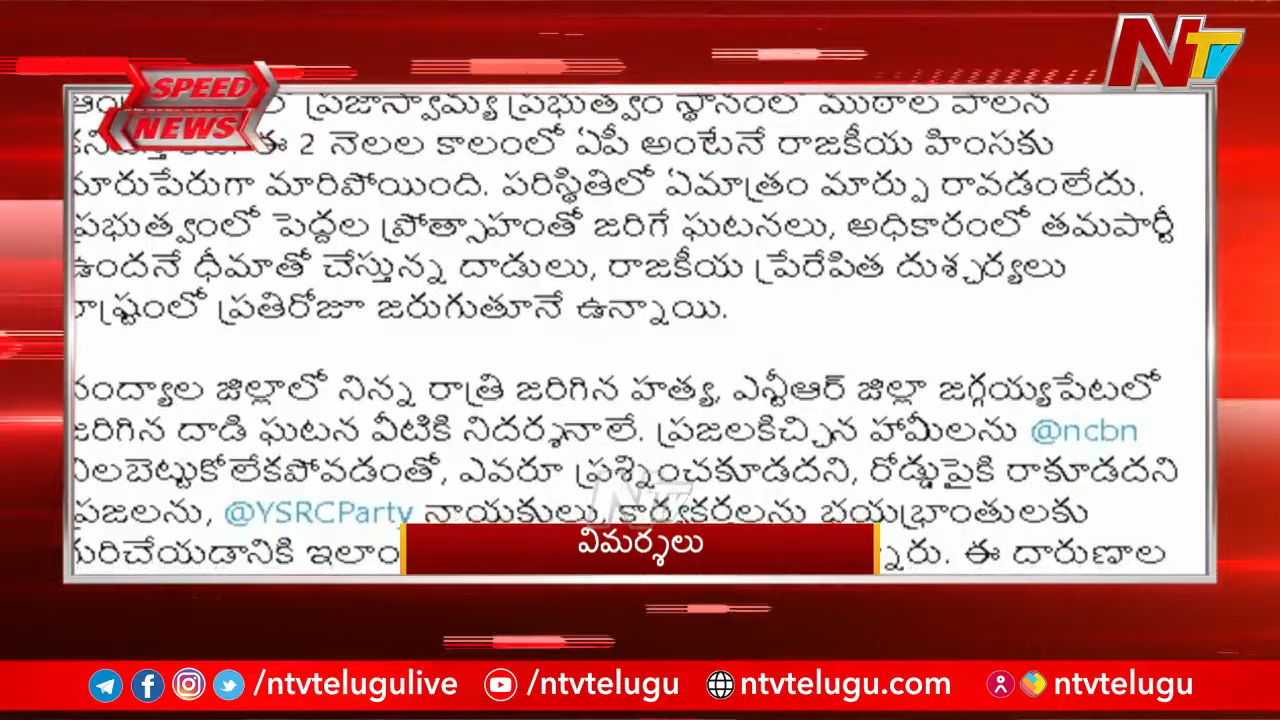 NTV
SPEED
NEWS
ప్రజాస్వామ్య ప్రభుత్వం స్థానంలో ముఠాల పాలన
ఈ 2 నెలల కాలంలో ఏపీ అంటేనే రాజకీయ హింసకు
మారుపేరుగా మారిపోయింది. పరిస్థితిలో ఏమాత్రం మార్పు రావడంలేదు.
ప్రభుత్వంలో పెద్దల ప్రోత్సాహంతో జరిగే ఘటనలు, అధికారంలో తమపార్టీ
ఉందనే ధీమాతో చేస్తున్న దాడులు, రాజకీయ ప్రేరేపిత దుశ్చర్యలు
రాష్ట్రంలో ప్రతిరోజూ జరుగుతూనే ఉన్నాయి.
నంద్యాల జిల్లాలో నిన్న రాత్రి జరిగిన హత్య, ఎన్టీఆర్ జిల్లా జగ్గయ్యపేటలో
జరిగిన దాడి ఘటన వీటికి నిదర్శనాలే. ప్రజలకిచ్చిన హామీలను @ncbn
నిలబెట్టుకోలేకపోవడంతో, ఎవరూ ప్రశ్నించకూడదని, రోడ్డుపైకి రాకూడదని
ప్రజలను, @YSRCParty నాయకులు, కార్యకర్తలను భయభ్రాంతులకు
గురిచేయడానికి ఈ దారుణాల
NTV
విమర్శలు
/ntvtelugulive /ntvtelugu ntvtelugu.com ntvtelugu